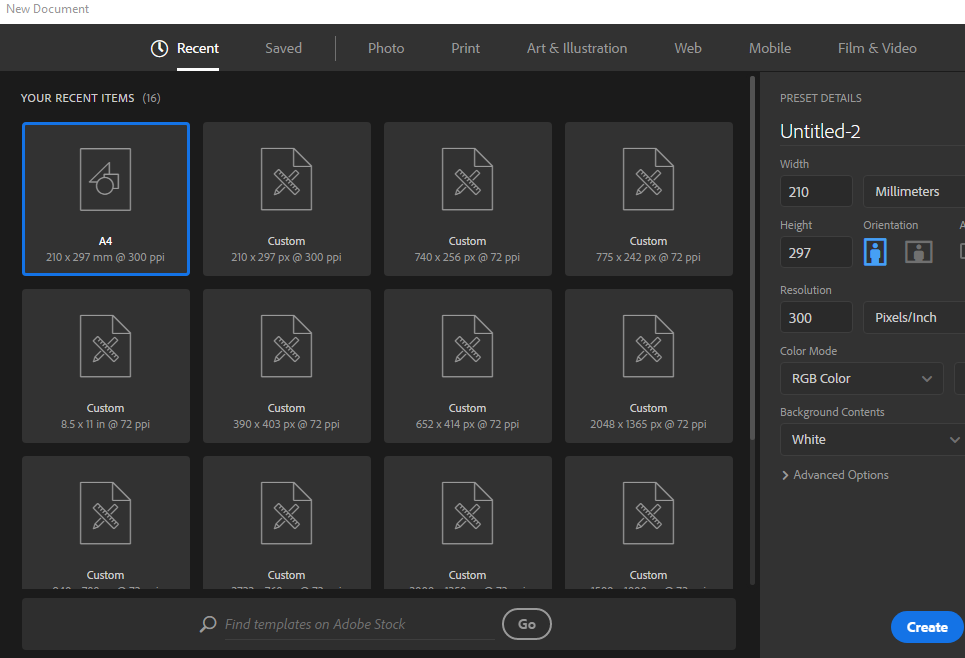 New Document
Recent
Saved
Photo
Print
Art & Illustration
Web
Mobile
Film & Video
YOUR RECENT ITEMS (16)
A4
210 x 297 mm @ 300 ppi
Custom
210 x 297 px @ 300 ppi
Custom
740 x 256 px @ 72 ppi
Custom
775 x 242 px @ 72 ppi
Custom
8.5 x 11 in @ 72 ppi
Custom
390 x 403 px @ 72 ppi
Custom
652 x 414 px @ 72 ppi
Custom
2048 x 1365 px @ 72 ppi
Custom
Custom
Custom
Custom
Find templates on Adobe Stock
Go
PRESET DETAILS
Untitled-2
Width
210
Millimeters
Height
Orientation
297
Resolution
300
Pixels/Inch
Color Mode
RGB Color
Background Contents
White
Advanced Options
Create